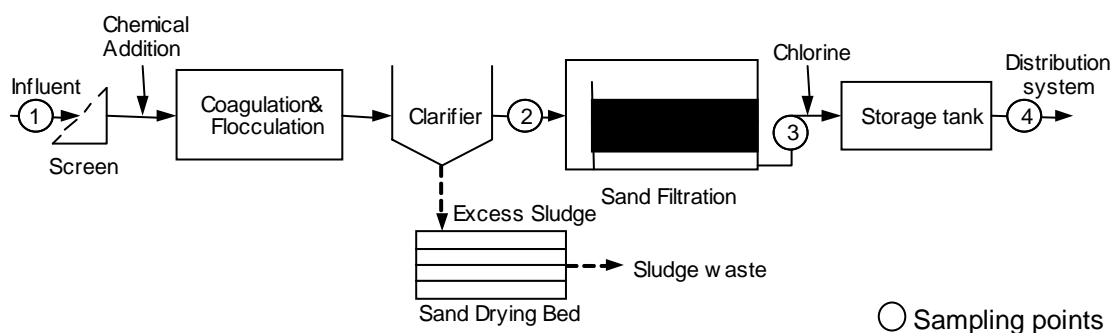 Chemical
Addition
Influent
1
Screen
Coagulation&
Flocculation
Clarifier
2
Excess Sludge
Sand Drying Bed
Sludge waste
Sand Filtration
3
Chlorine
Storage tank
4
Distribution
system
Sampling points